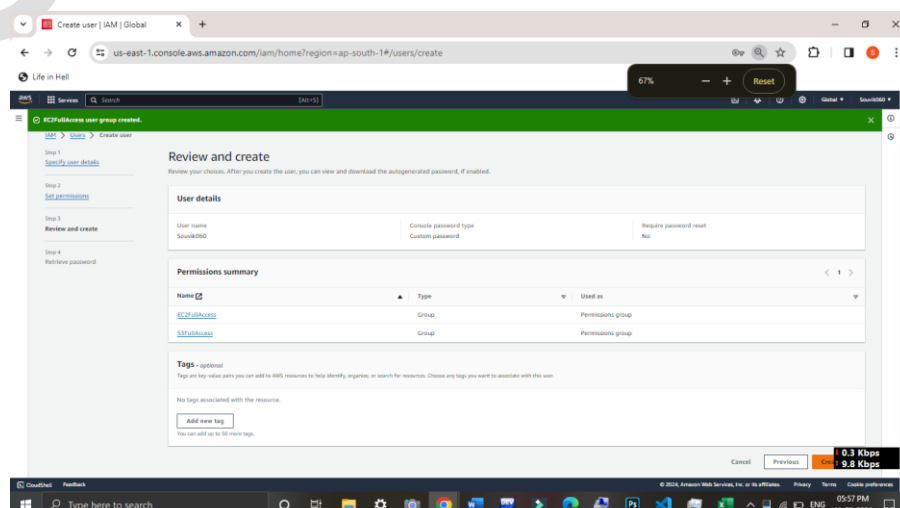 Create user | IAM | Global
us-east-1.console.aws.amazon.com/iam/home?region=ap-south-1#/users/create
Life in Hell
67% − + Reset
aws Services Search [Alt+S] Global Souvik060
EC2FullAccess user group created.
IAM > Users > Create user
Step 1
Specify user details
Step 2
Set permissions
Step 3
Review and create
Step 4
Retrieve password
Review and create
Review your choices. After you create the user, you can view and download the autogenerated password, if enabled.
User details
User name Console password type Require password reset
Souvik060 Custom password No
Permissions summary
< 1 >
Name Type Used as
EC2FullAccess Group Permissions group
S3FullAccess Group Permissions group
Tags - optional
Tags are key-value pairs you can add to AWS resources to help identify, organize, or search for resources. Choose any tags you want to associate with this user.
No tags associated with the resource.
Add new tag
You can add up to 50 more tags.
Cancel Previous
0.3 Kbps
9.8 Kbps
CloudShell Feedback © 2024, Amazon Web Services, Inc. or its affiliates. Privacy Terms Cookie preferences
Type here to search
ENG 05:57 PM